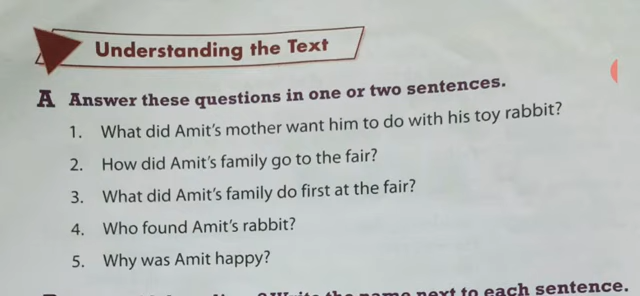 Understanding the Text
A Answer these questions in one or two sentences.
1. What did Amit's mother want him to do with his toy rabbit?
2. How did Amit's family go to the fair?
3. What did Amit's family do first at the fair?
4. Who found Amit's rabbit?
5. Why was Amit happy?
the name next to each sentence.